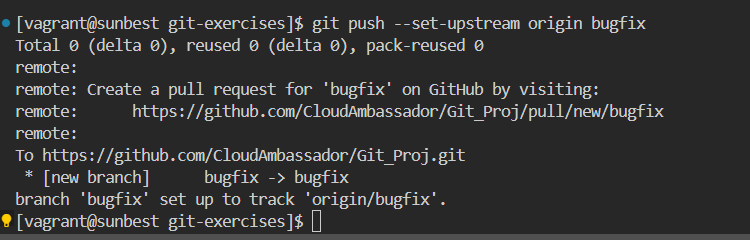 [vagrant@sunbest git-exercises]$ git push --set-upstream origin bugfix
Total 0 (delta 0), reused 0 (delta 0), pack-reused 0
remote:
remote: Create a pull request for 'bugfix' on GitHub by visiting:
remote:      https://github.com/CloudAmbassador/Git_Proj/pull/new/bugfix
remote:
To https://github.com/CloudAmbassador/Git_Proj.git
 * [new branch]      bugfix -> bugfix
branch 'bugfix' set up to track 'origin/bugfix'.
[vagrant@sunbest git-exercises]$